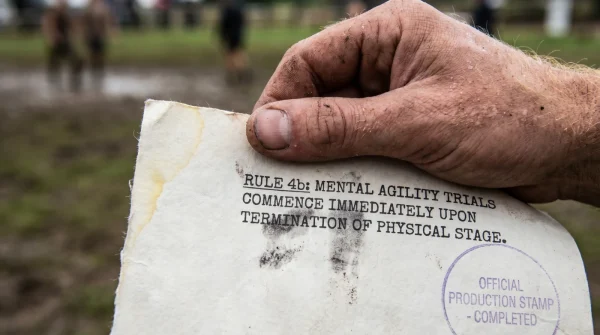 RULE 4b: MENTAL AGILITY TRIALS
COMMENCE IMMEDIATELY UPON
TERMINATION OF PHYSICAL STAGE.
OFFICIAL
PRODUCTION STAMP
- COMPLETED